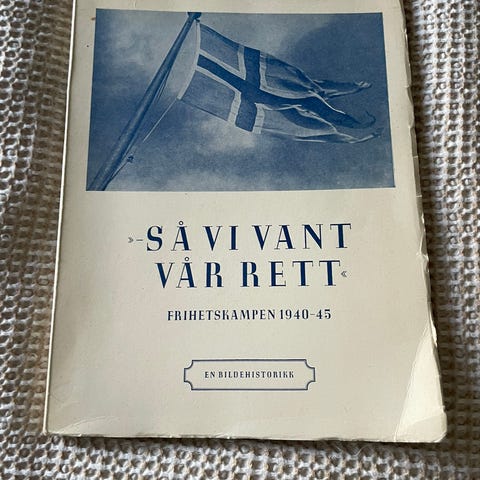 »–SÅ VI VANT
VÅR RETT«
FRIHETSKAMPEN 1940-45
EN BILDEHISTORIKK